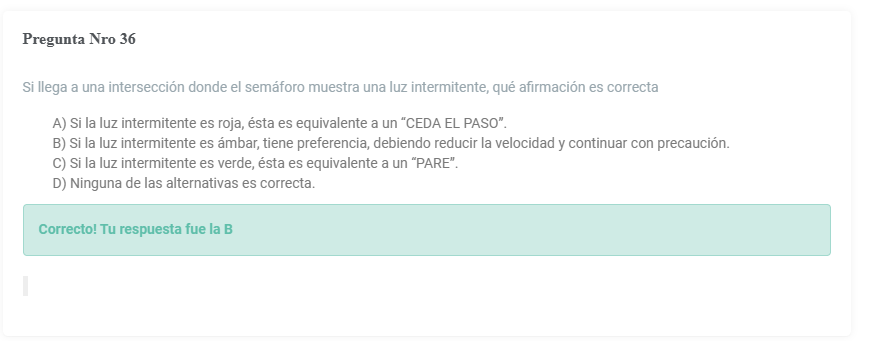 Pregunta Nro 36
Si llega a una intersección donde el semáforo muestra una luz intermitente, qué afirmación es correcta
A) Si la luz intermitente es roja, ésta es equivalente a un “CEDA EL PASO”.
B) Si la luz intermitente es ámbar, tiene preferencia, debiendo reducir la velocidad y continuar con precaución.
C) Si la luz intermitente es verde, ésta es equivalente a un “PARE”.
D) Ninguna de las alternativas es correcta.
Correcto! Tu respuesta fue la B